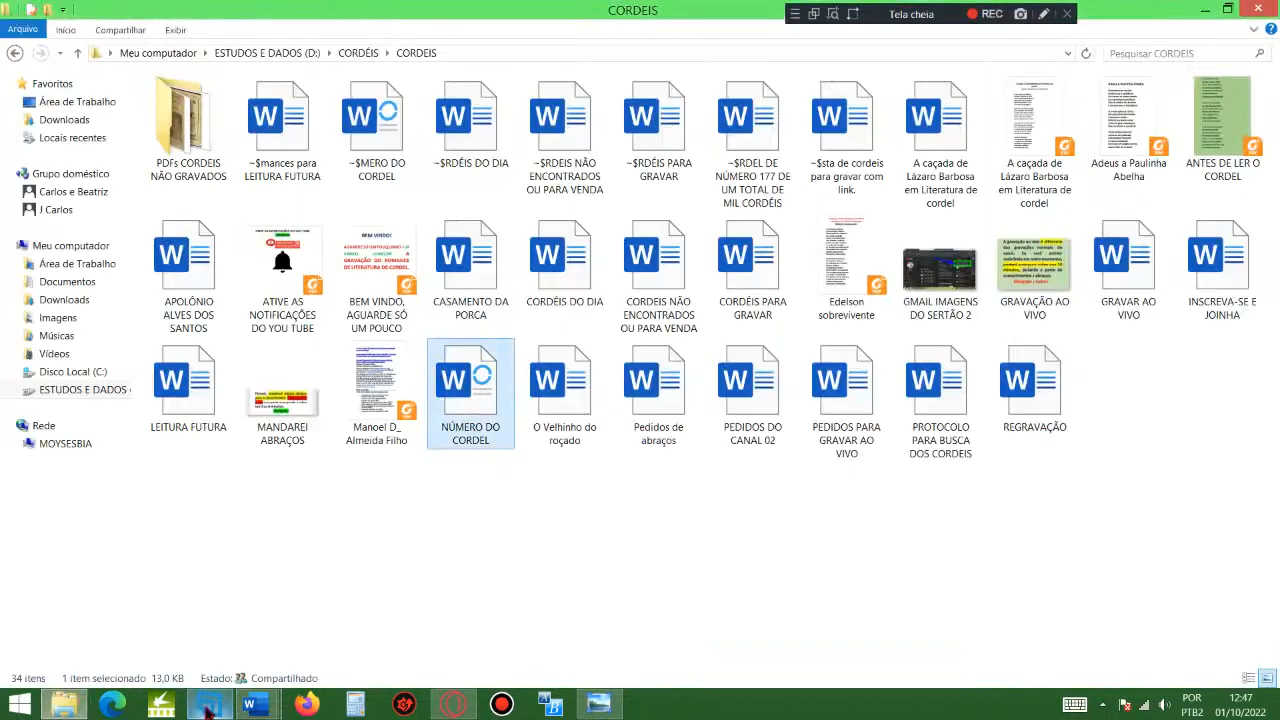 CORDEIS
Tela cheia
REC
Arquivo
Início
Compartilhar
Exibir
Meu computador
ESTUDOS E DADOS (D:)
CORDÉIS
CORDEIS
Pesquisar CORDEIS
Favoritos
Área de Trabalho
Downloads
Locais recentes
Grupo doméstico
Carlos e Beatriz
J Carlos
Meu computador
Área de Trabalho
Documentos
Downloads
Imagens
Músicas
Vídeos
Disco Local (C:)
ESTUDOS E
Rede
MOYSESBIA
PDFs CORDEIS
NÃO GRAVADOS
~$mances para
LEITURA FUTURA
~$MERO DO
CORDEL
~$RDÉIS DO DIA
~$RDEIS NÃO
ENCONTRADOS
OU PARA VENDA
~$RDÉIS PARA
GRAVAR
~$RDEL DE
NÚMERO 177 DE
UM TOTAL DE
MIL CORDÉIS
~$sta de cordeis
para gravar com
link.
A caçada de
Lázaro Barbosa
em Literatura de
cordel
A caçada de
Lázaro Barbosa
em Literatura de
cordel
Adeus a Paulinha
Abelha
ANTES DE LER O
CORDEL
APOLONIO
ALVES DOS
SANTOS
ATIVE AS
NOTIFICAÇÕES
DO YOU TUBE
BEM VINDO!
BEM VINDO,
AGUARDE SÓ
UM POUCO
CASAMENTO DA
PORCA
CORDÉIS DO DIA
CORDEIS NÃO
ENCONTRADOS
OU PARA VENDA
CORDÉIS PARA
GRAVAR
Edelson
sobrevivente
GMAIL IMAGENS
DO SERTÃO 2
GRAVAÇÃO AO
VIVO
GRAVAR AO
VIVO
INSCREVA-SE E
JOINHA
LEITURA FUTURA
MANDAREI
ABRAÇOS
Manoel D_
Almeida Filho
NÚMERO DO
CORDEL
O Velhinho do
roçado
Pedidos de
abraços
PEDIDOS DO
CANAL 02
PEDIDOS PARA
GRAVAR AO
VIVO
PROTOCOLO
PARA BUSCA
DOS CORDEIS
REGRAVAÇÃO
34 itens
1 item selecionado 13,0 KB
Estado:
Compartilhado
POR
PTB2
12:47
01/10/2022